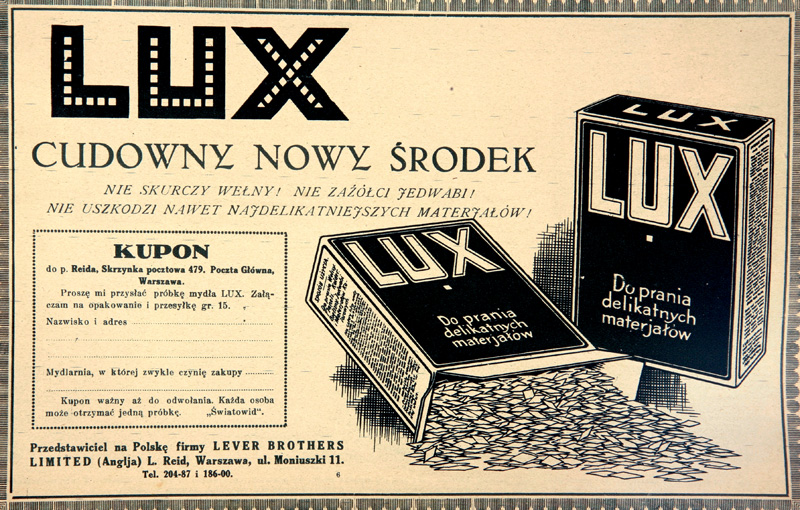 LUX
CUDOWNY NOWY ŚRODEK
NIE SKURCZY WEŁNY! NIE ZAŻÓŁCI JEDWABI!
NIE USZKODZI NAWET NAJDELIKATNIEJSZYCH MATERJAŁÓW!
KUPON
do p. Reida, Skrzynka pocztowa 479. Poczta Główna,
Warszawa.
Proszę mi przysłać próbkę mydła LUX. Załą-
czam na opakowanie i przesyłkę gr. 15.
Nazwisko i adres
Mydlarnia, w której zwykle czynię zakupy
Kupon ważny aż do odwołania. Każda osoba
może otrzymać jedną próbkę. „Światowid".
Przedstawiciel na Polskę firmy LEVER BROTHERS
LIMITED (Anglja) L. Reid, Warszawa, ul. Moniuszki 11.
Tel. 204-87 i 186-00. 6
LUX
Do prania
delikatnych
materjałów
LUX
LUX
Do prania
delikatnych
materjałów